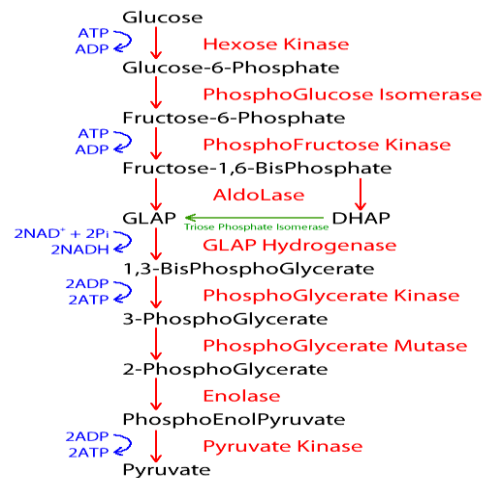 Glucose
ATP
ADP
Hexose Kinase
Glucose-6-Phosphate
PhosphoGlucose Isomerase
Fructose-6-Phosphate
ATP
ADP
PhosphoFructose Kinase
Fructose-1,6-BisPhosphate
AldoLase
GLAP
DHAP
Triose Phosphate Isomerase
2NAD⁺ + 2Pi
2NADH
GLAP Hydrogenase
1,3-BisPhosphoGlycerate
2ADP
2ATP
PhosphoGlycerate Kinase
3-PhosphoGlycerate
PhosphoGlycerate Mutase
2-PhosphoGlycerate
Enolase
PhosphoEnolPyruvate
2ADP
2ATP
Pyruvate Kinase
Pyruvate